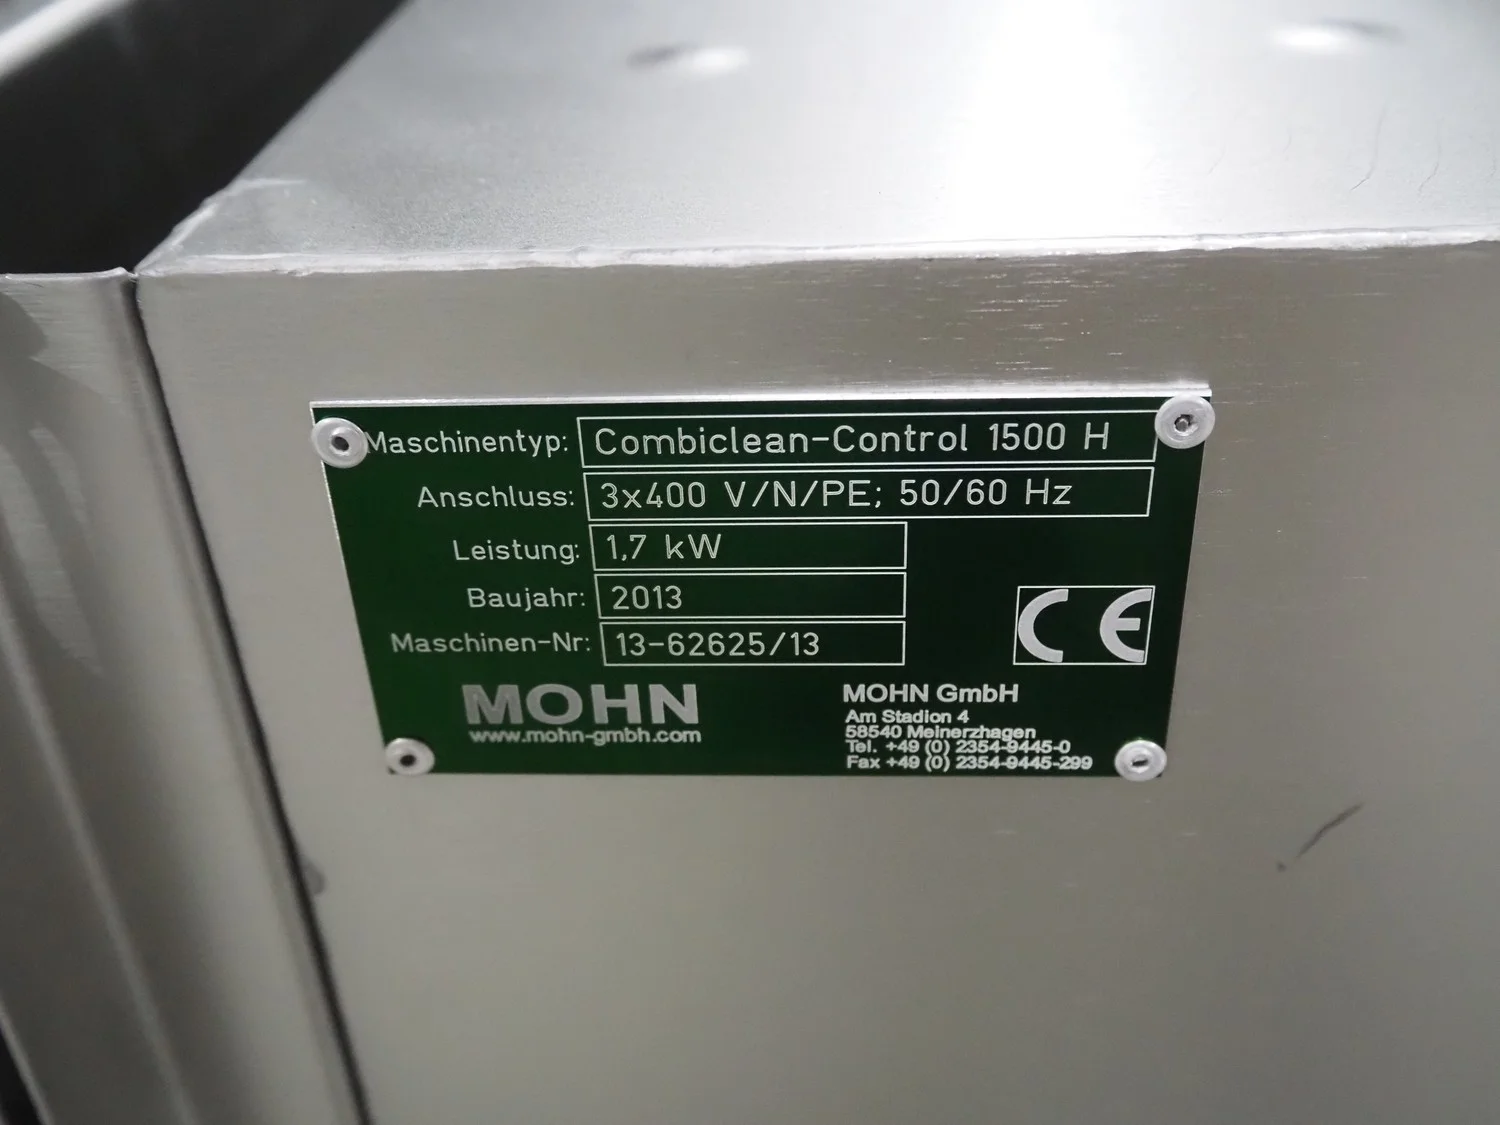 Maschinentyp: Combiclean-Control 1500 H
Anschluss: 3x400 V/N/PE; 50/60 Hz
Leistung: 1,7 kW
Baujahr: 2013
Maschinen-Nr: 13-62625/13
CE
MOHN
www.mohn-gmbh.com
MOHN GmbH
Am Stadion 4
58540 Meinerzhagen
Tel. +49 (0) 2354-9445-0
Fax +49 (0) 2354-9445-299